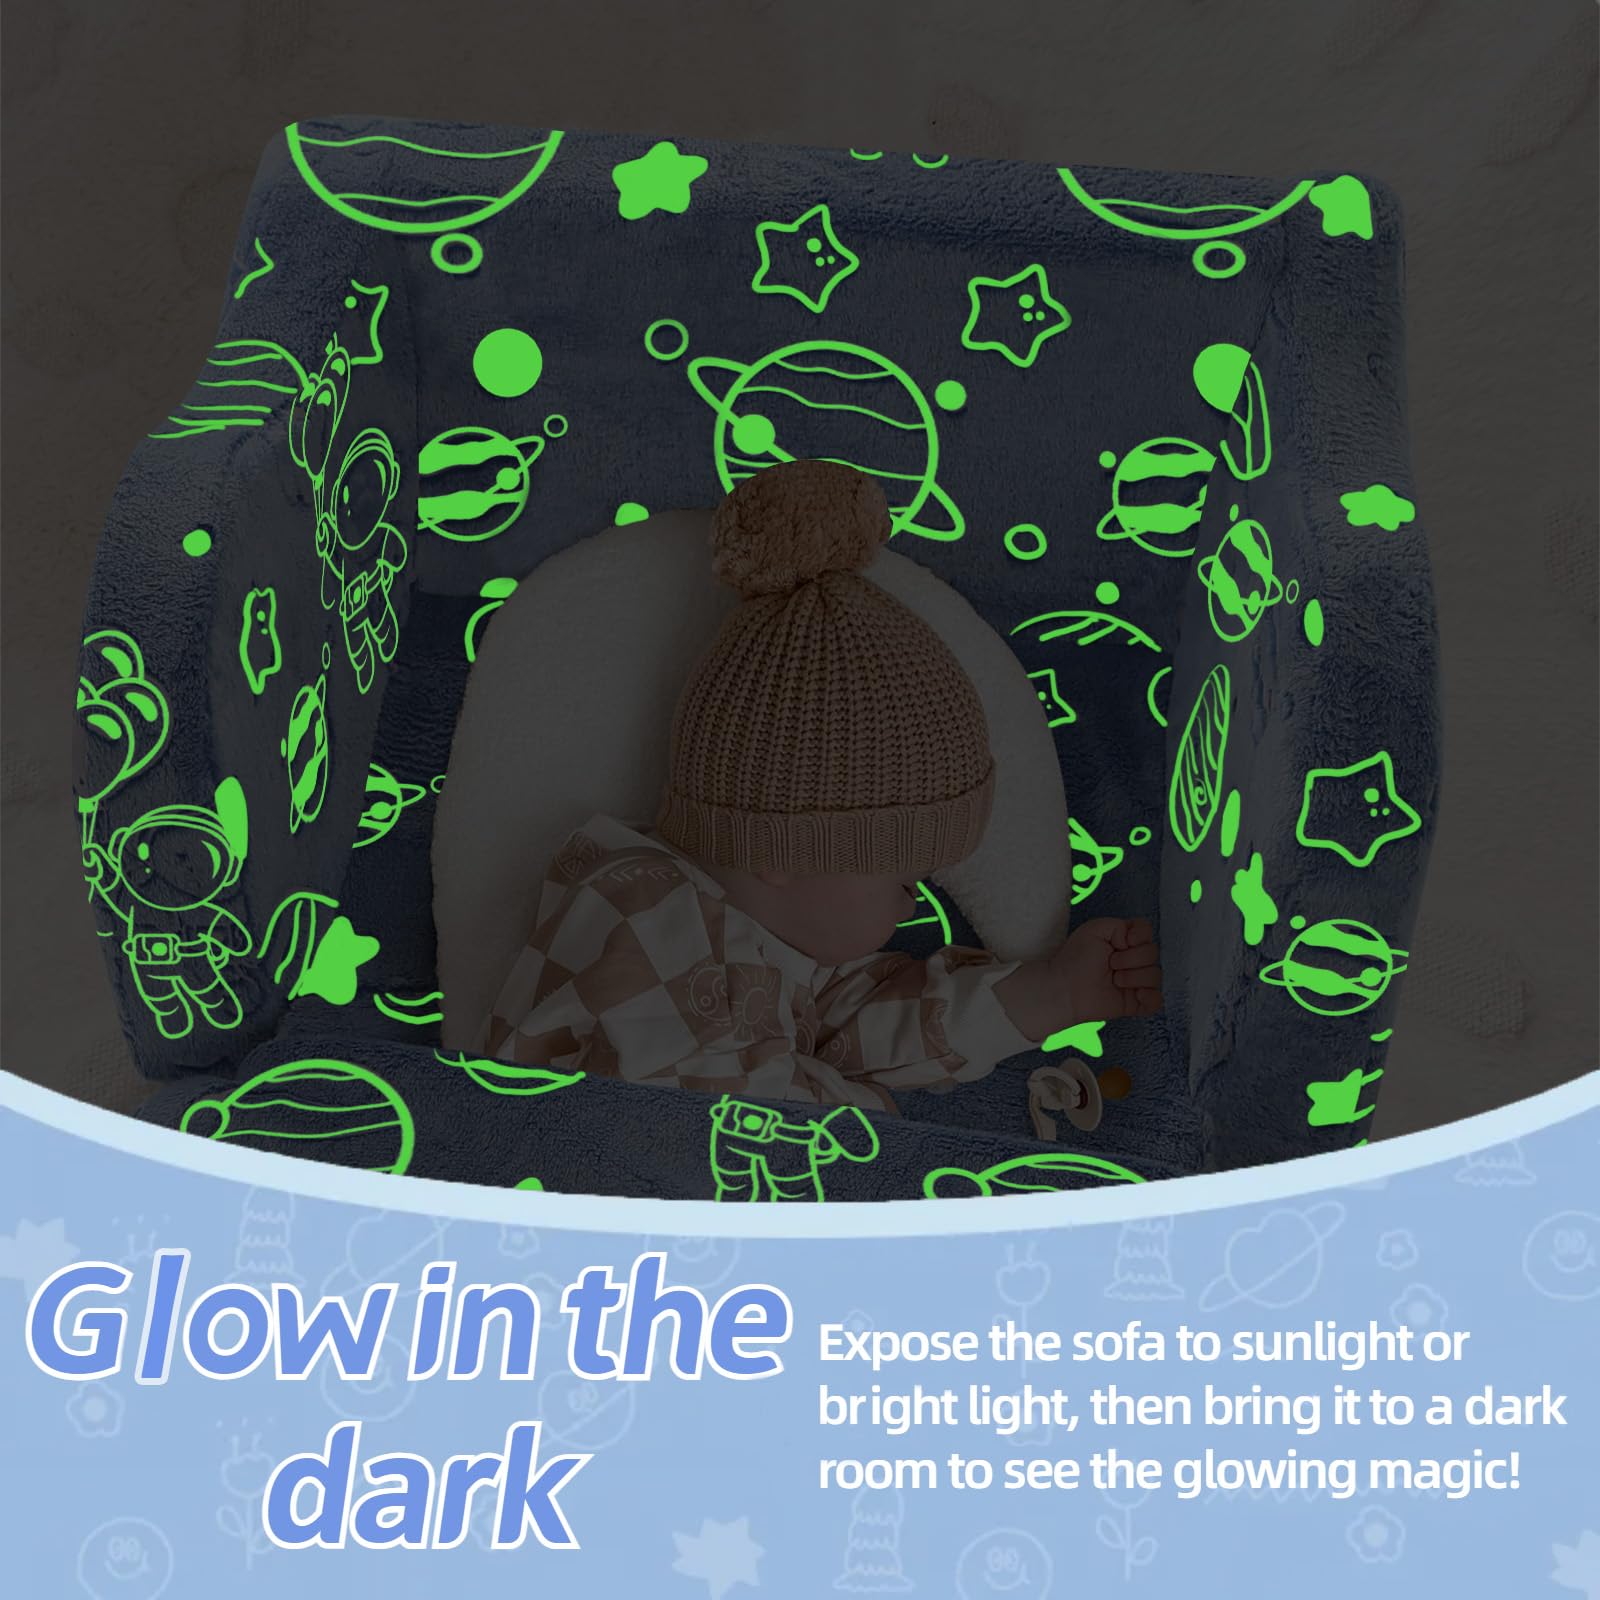 Glow in the
dark
Expose the sofa to sunlight or
bright light, then bring it to a dark
room to see the glowing magic!